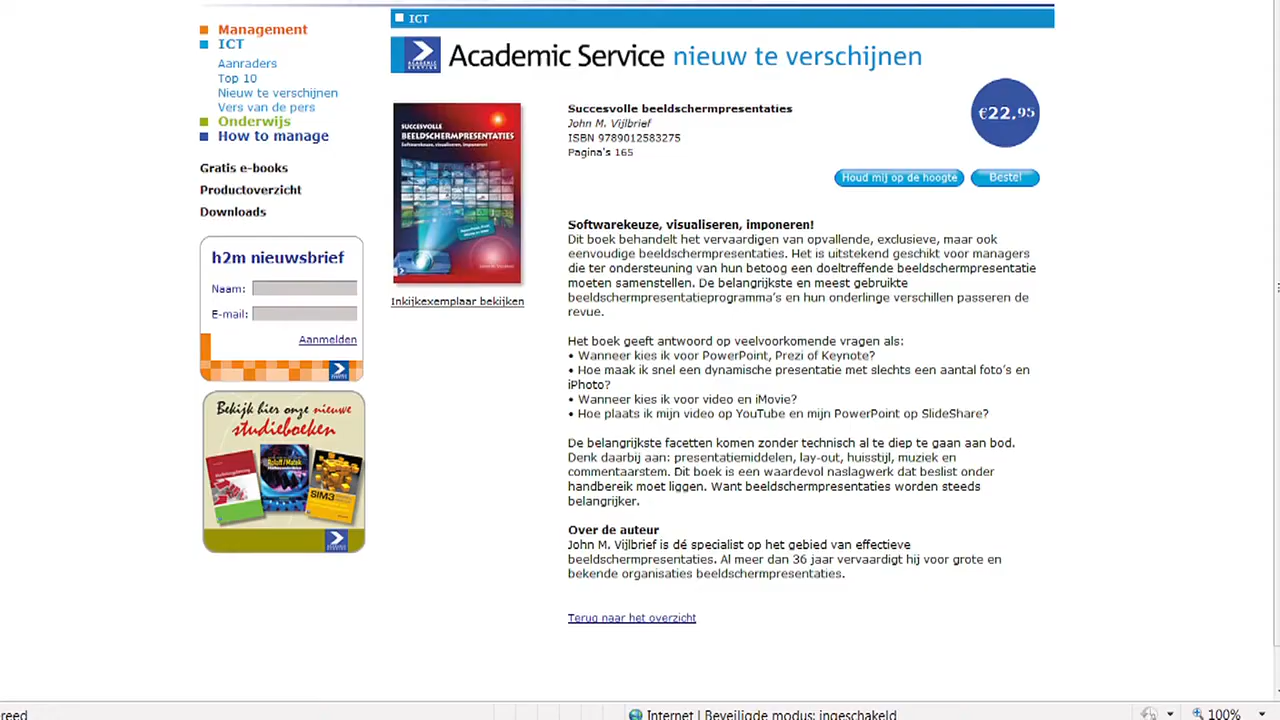 Management
ICT
Aanraders
Top 10
Nieuw te verschijnen
Vers van de pers
Onderwijs
How to manage
Gratis e-books
Productoverzicht
Downloads
h2m nieuwsbrief
Naam:
E-mail:
Aanmelden
Bekijk hier onze nieuwe
studieboeken
SIM3
ICT
Academic Service nieuw te verschijnen
SUCCESVOLLE
BEELDSCHERMPRESENTATIES
Softwarekeuze, visualiseren, imponeren!
Inkijkexemplaar bekijken
Succesvolle beeldschermpresentaties
John M. Vijlbrief
ISBN 9789012583275
Pagina's 165
€22,95
Houd mij op de hoogte
Bestel
Softwarekeuze, visualiseren, imponeren!
Dit boek behandelt het vervaardigen van opvallende, exclusieve, maar ook
eenvoudige beeldschermpresentaties. Het is uitstekend geschikt voor managers
die ter ondersteuning van hun betoog een doeltreffende beeldschermpresentatie
moeten samenstellen. De belangrijkste en meest gebruikte
beeldschermpresentatieprogramma's en hun onderlinge verschillen passeren de
revue.
Het boek geeft antwoord op veelvoorkomende vragen als:
• Wanneer kies ik voor PowerPoint, Prezi of Keynote?
• Hoe maak ik snel een dynamische presentatie met slechts een aantal foto's en
iPhoto?
• Wanneer kies ik voor video en iMovie?
• Hoe plaats ik mijn video op YouTube en mijn PowerPoint op SlideShare?
De belangrijkste facetten komen zonder technisch al te diep te gaan aan bod.
Denk daarbij aan: presentatiemiddelen, lay-out, huisstijl, muziek en
commentaarstem. Dit boek is een waardevol naslagwerk dat beslist onder
handbereik moet liggen. Want beeldschermpresentaties worden steeds
belangrijker.
Over de auteur
John M. Vijlbrief is dé specialist op het gebied van effectieve
beeldschermpresentaties. Al meer dan 36 jaar vervaardigt hij voor grote en
bekende organisaties beeldschermpresentaties.
Terug naar het overzicht
reed
Internet | Beveiligde modus: ingeschakeld
100%